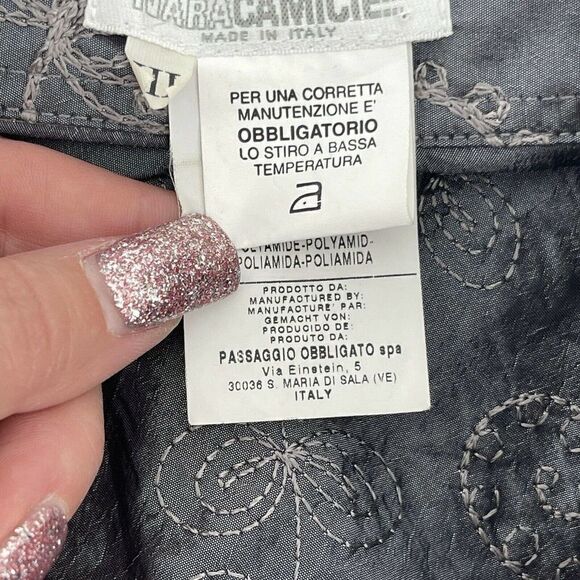 NARACAMICIE
MADE IN ITALY
II
PER UNA CORRETTA
MANUTENZIONE E'
OBBLIGATORIO
LO STIRO A BASSA
TEMPERATURA
a
POLIAMIDA-POLIAMIDA
PRODOTTO DA:
MANUFACTURED BY:
MANUFACTURE' PAR:
GEMACHT VON:
PRODUCIDO DE:
PRODUTO DA:
PASSAGGIO OBBLIGATO spa
Via Einstein, 5
30036 S. MARIA DI SALA (VE)
ITALY